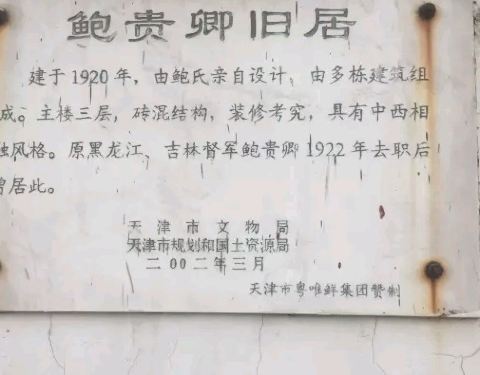 鲍贵卿旧居
建于1920年，由鲍氏亲自设计、由多栋建筑组
成。主楼三层，砖混结构，装修考究，具有中西相
融风格。原黑龙江、吉林督军鲍贵卿1922年去职后
曾居此。
天津市文物局
天津市规划和国土资源局
二〇〇二年三月
天津市粤唯鲜集团赞制